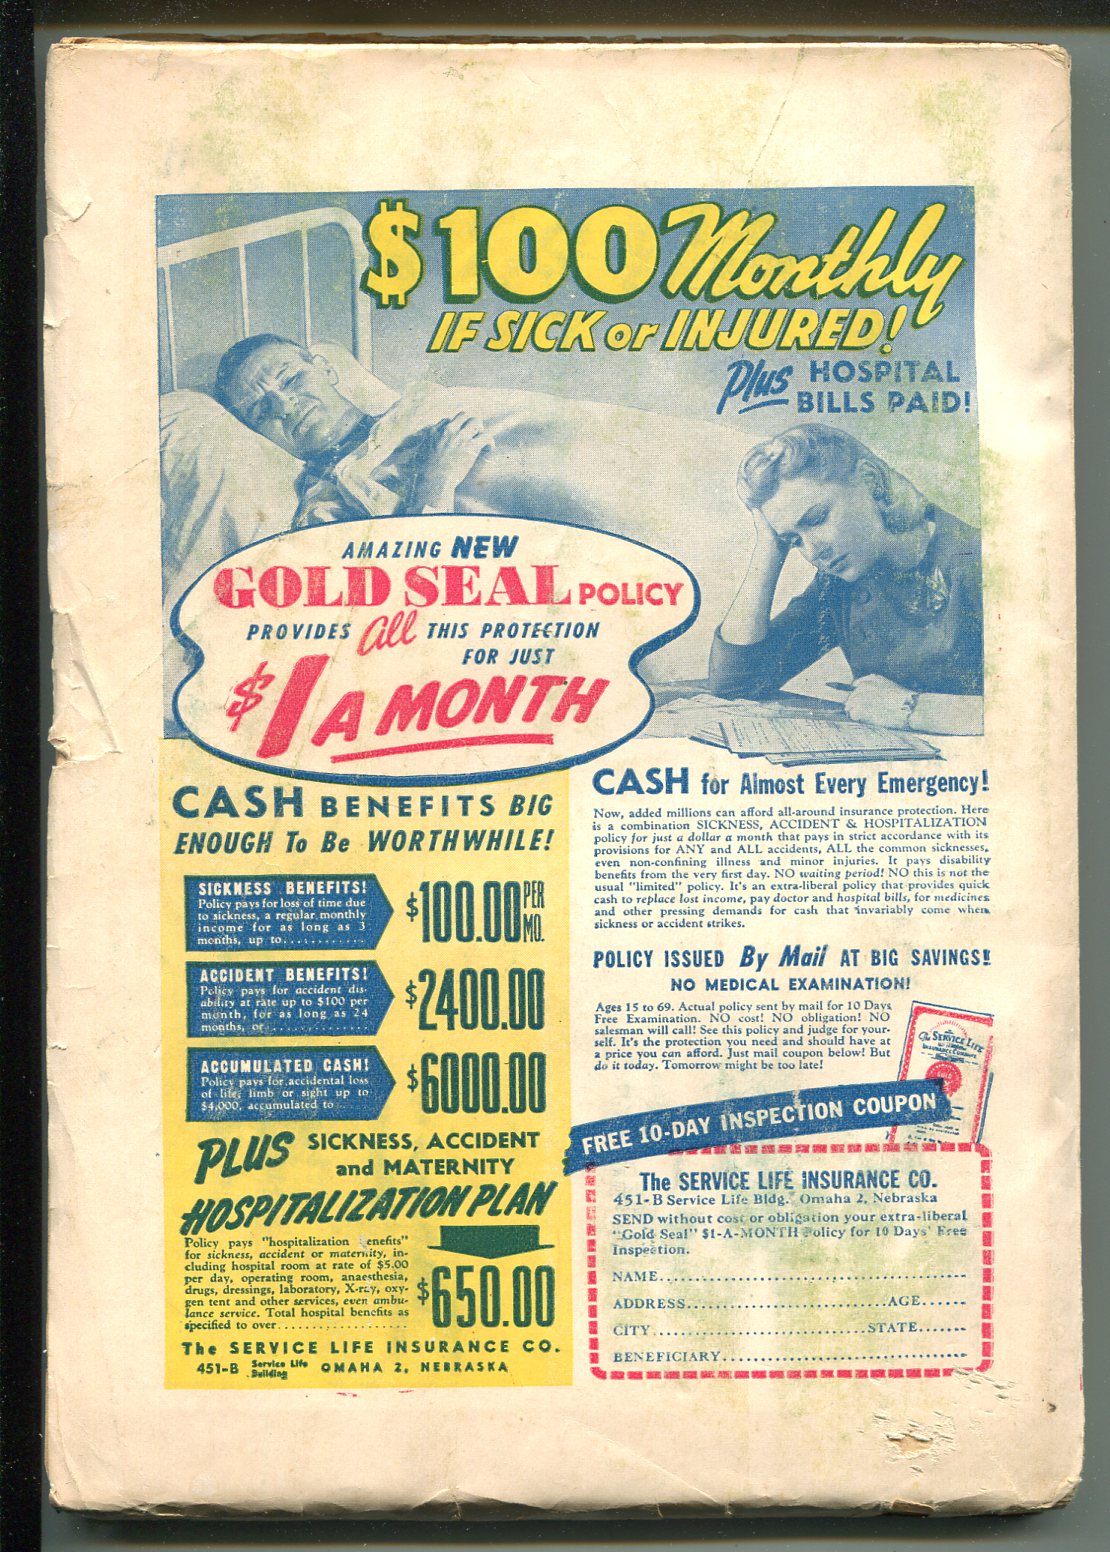 $100 Monthly
IF SICK or INJURED!
Plus HOSPITAL
BILLS PAID!
AMAZING NEW
GOLD SEAL POLICY
PROVIDES All THIS PROTECTION
FOR JUST
$1 A MONTH
CASH BENEFITS BIG
ENOUGH To Be WORTHWHILE!
SICKNESS BENEFITS!
Policy pays for loss of time due
to sickness, a regular monthly
income for as long as 3
months, up to............
$100.00 PER MO.
ACCIDENT BENEFITS!
Policy pays for accident dis-
ability at rate up to $100 per
month, for as long as 24
months, or............
$2400.00
ACCUMULATED CASH!
Policy pays for accidental loss
of life, limb or sight up to
$4,000, accumulated to
$6000.00
PLUS SICKNESS, ACCIDENT
and MATERNITY
HOSPITALIZATION PLAN
Policy pays "hospitalization enefits"
for sickness, accident or maternity, in-
cluding hospital room at rate of $5.00
per day, operating room, anaesthesia,
drugs, dressings, laboratory, X-ray, oxy-
gen tent and other services, even ambu-
lance service. Total hospital benefits as
specified to over....................
$650.00
The SERVICE LIFE INSURANCE CO.
451-B Service Life Building OMAHA 2, NEBRASKA
CASH for Almost Every Emergency!
Now, added millions can afford all-around insurance protection. Here
is a combination SICKNESS, ACCIDENT & HOSPITALIZATION
policy for just a dollar a month that pays in strict accordance with its
provisions for ANY and ALL accidents, ALL the common sicknesses,
even non-confining illness and minor injuries. It pays disability
benefits from the very first day. NO waiting period! NO this is not the
usual "limited" policy. It's an extra-liberal policy that provides quick
cash to replace lost income, pay doctor and hospital bills, for medicines
and other pressing demands for cash that invariably come when
sickness or accident strikes.
POLICY ISSUED By Mail AT BIG SAVINGS!!
NO MEDICAL EXAMINATION!
Ages 15 to 69. Actual policy sent by mail for 10 Days
Free Examination. NO cost! NO obligation! NO
salesman will call! See this policy and judge for your-
self. It's the protection you need and should have at
a price you can afford. Just mail coupon below! But
do it today. Tomorrow might be too late!
The SERVICE LIFE
INSURANCE COMPANY
FREE 10-DAY INSPECTION COUPON
The SERVICE LIFE INSURANCE CO.
451-B Service Life Bldg. Omaha 2, Nebraska
SEND without cost or obligation your extra-liberal
"Gold Seal" $1-A-MONTH Policy for 10 Days' Free
Inspection.
NAME..........................................
ADDRESS..............................AGE......
CITY................................STATE.......
BENEFICIARY..................................